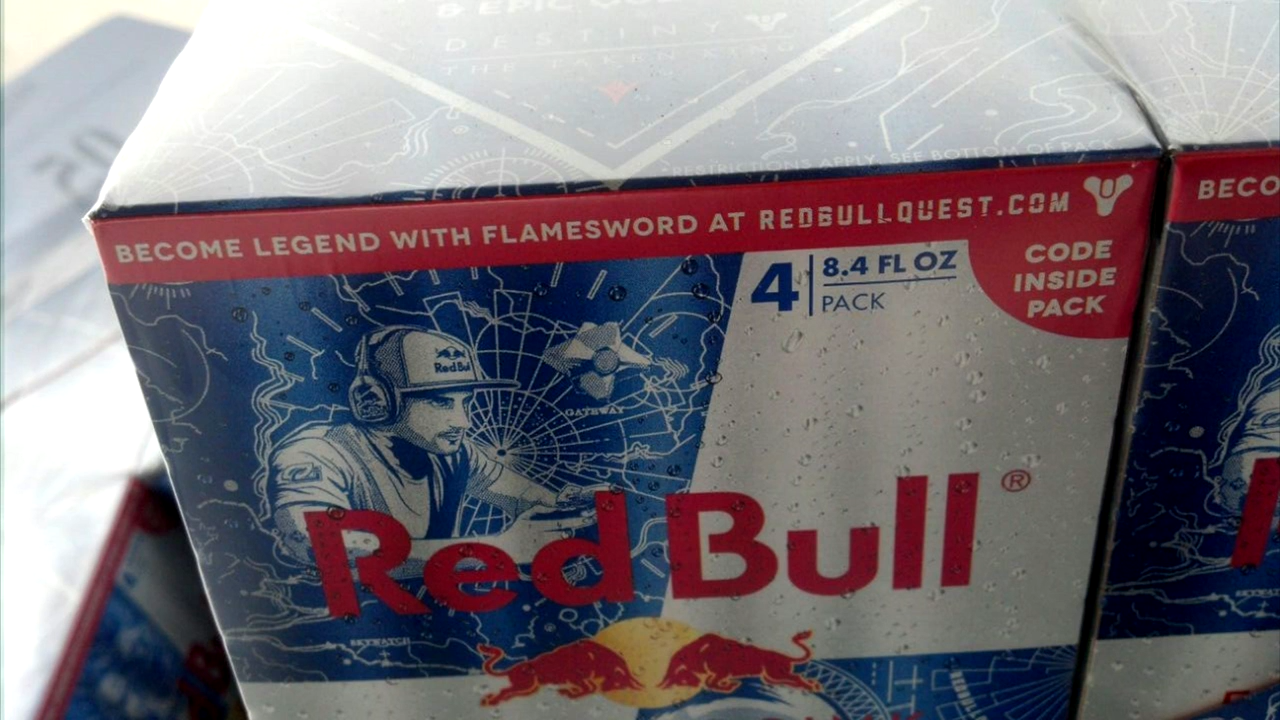 & EPIC
DESTINY
THE TAKEN KING
RESTRICTIONS APPLY. SEE BOTTOM OF PACK
BECOME LEGEND WITH FLAMESWORD AT REDBULLQUEST.COM
BECO
CODE
INSIDE
PACK
4 8.4 FL OZ
PACK
Red Bull
GATEWAY
Red Bull ®
SKYWATCH